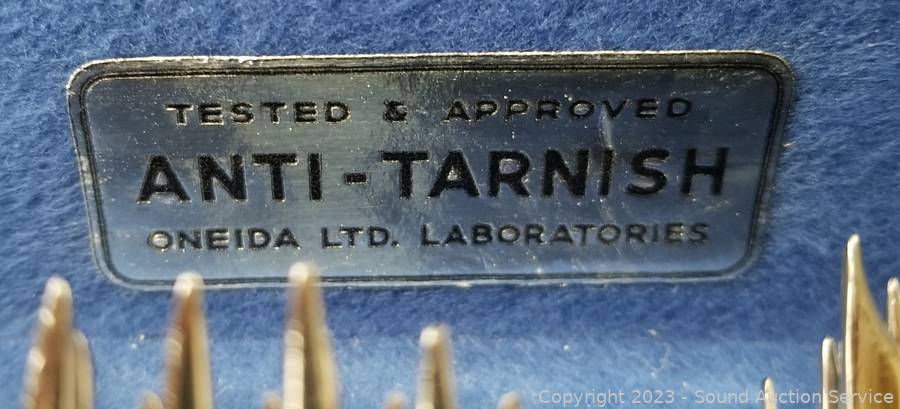 TESTED & APPROVED
ANTI-TARNISH
ONEIDA LTD. LABORATORIES
Copyright 2023 - Sound Auction Service